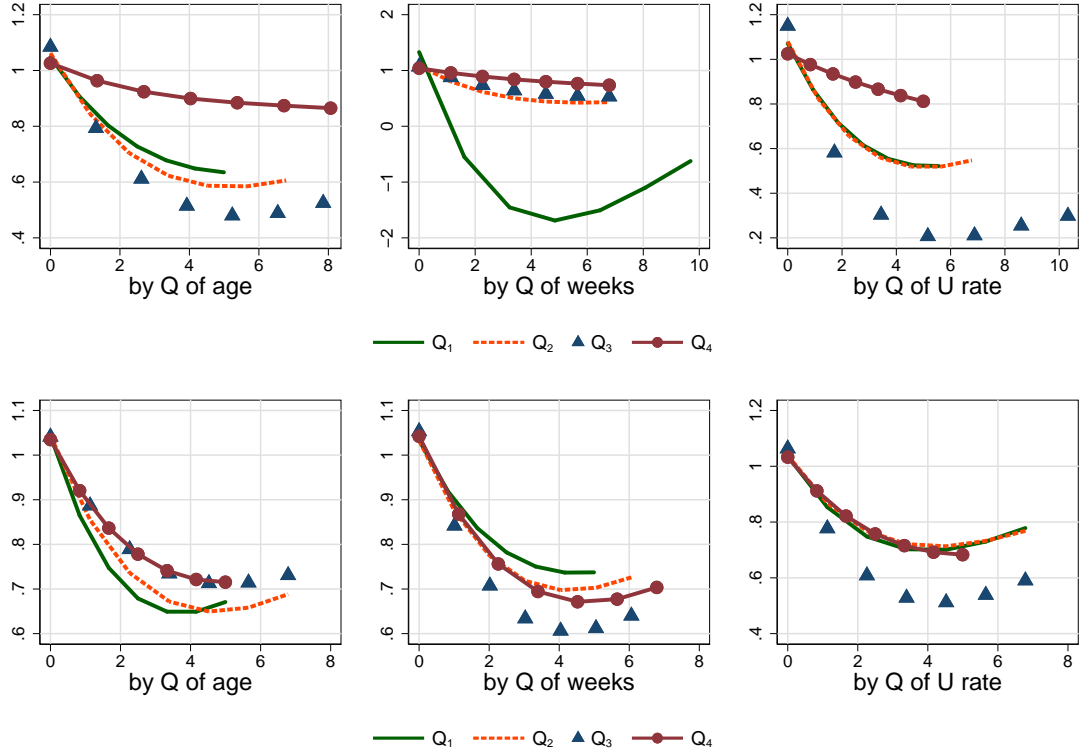 1.2
1
.8
.6
.4
0 2 4 6 8
by Q of age
2
1
0
−1
−2
0 2 4 6 8 10
by Q of weeks
1.2
1
.8
.6
.4
.2
0 2 4 6 8 10
by Q of U rate
Q₁ Q₂ Q₃ Q₄
1.1
1
.9
.8
.7
.6
0 2 4 6 8
by Q of age
1.1
1
.9
.8
.7
.6
0 2 4 6 8
by Q of weeks
1.2
1
.8
.6
.4
0 2 4 6 8
by Q of U rate
Q₁ Q₂ Q₃ Q₄